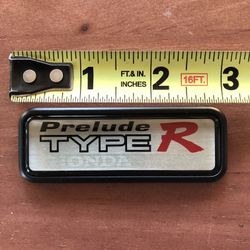 1 2 3
FT.& IN.
INCHES
16FT.
Prelude
TYPE R
HONDA